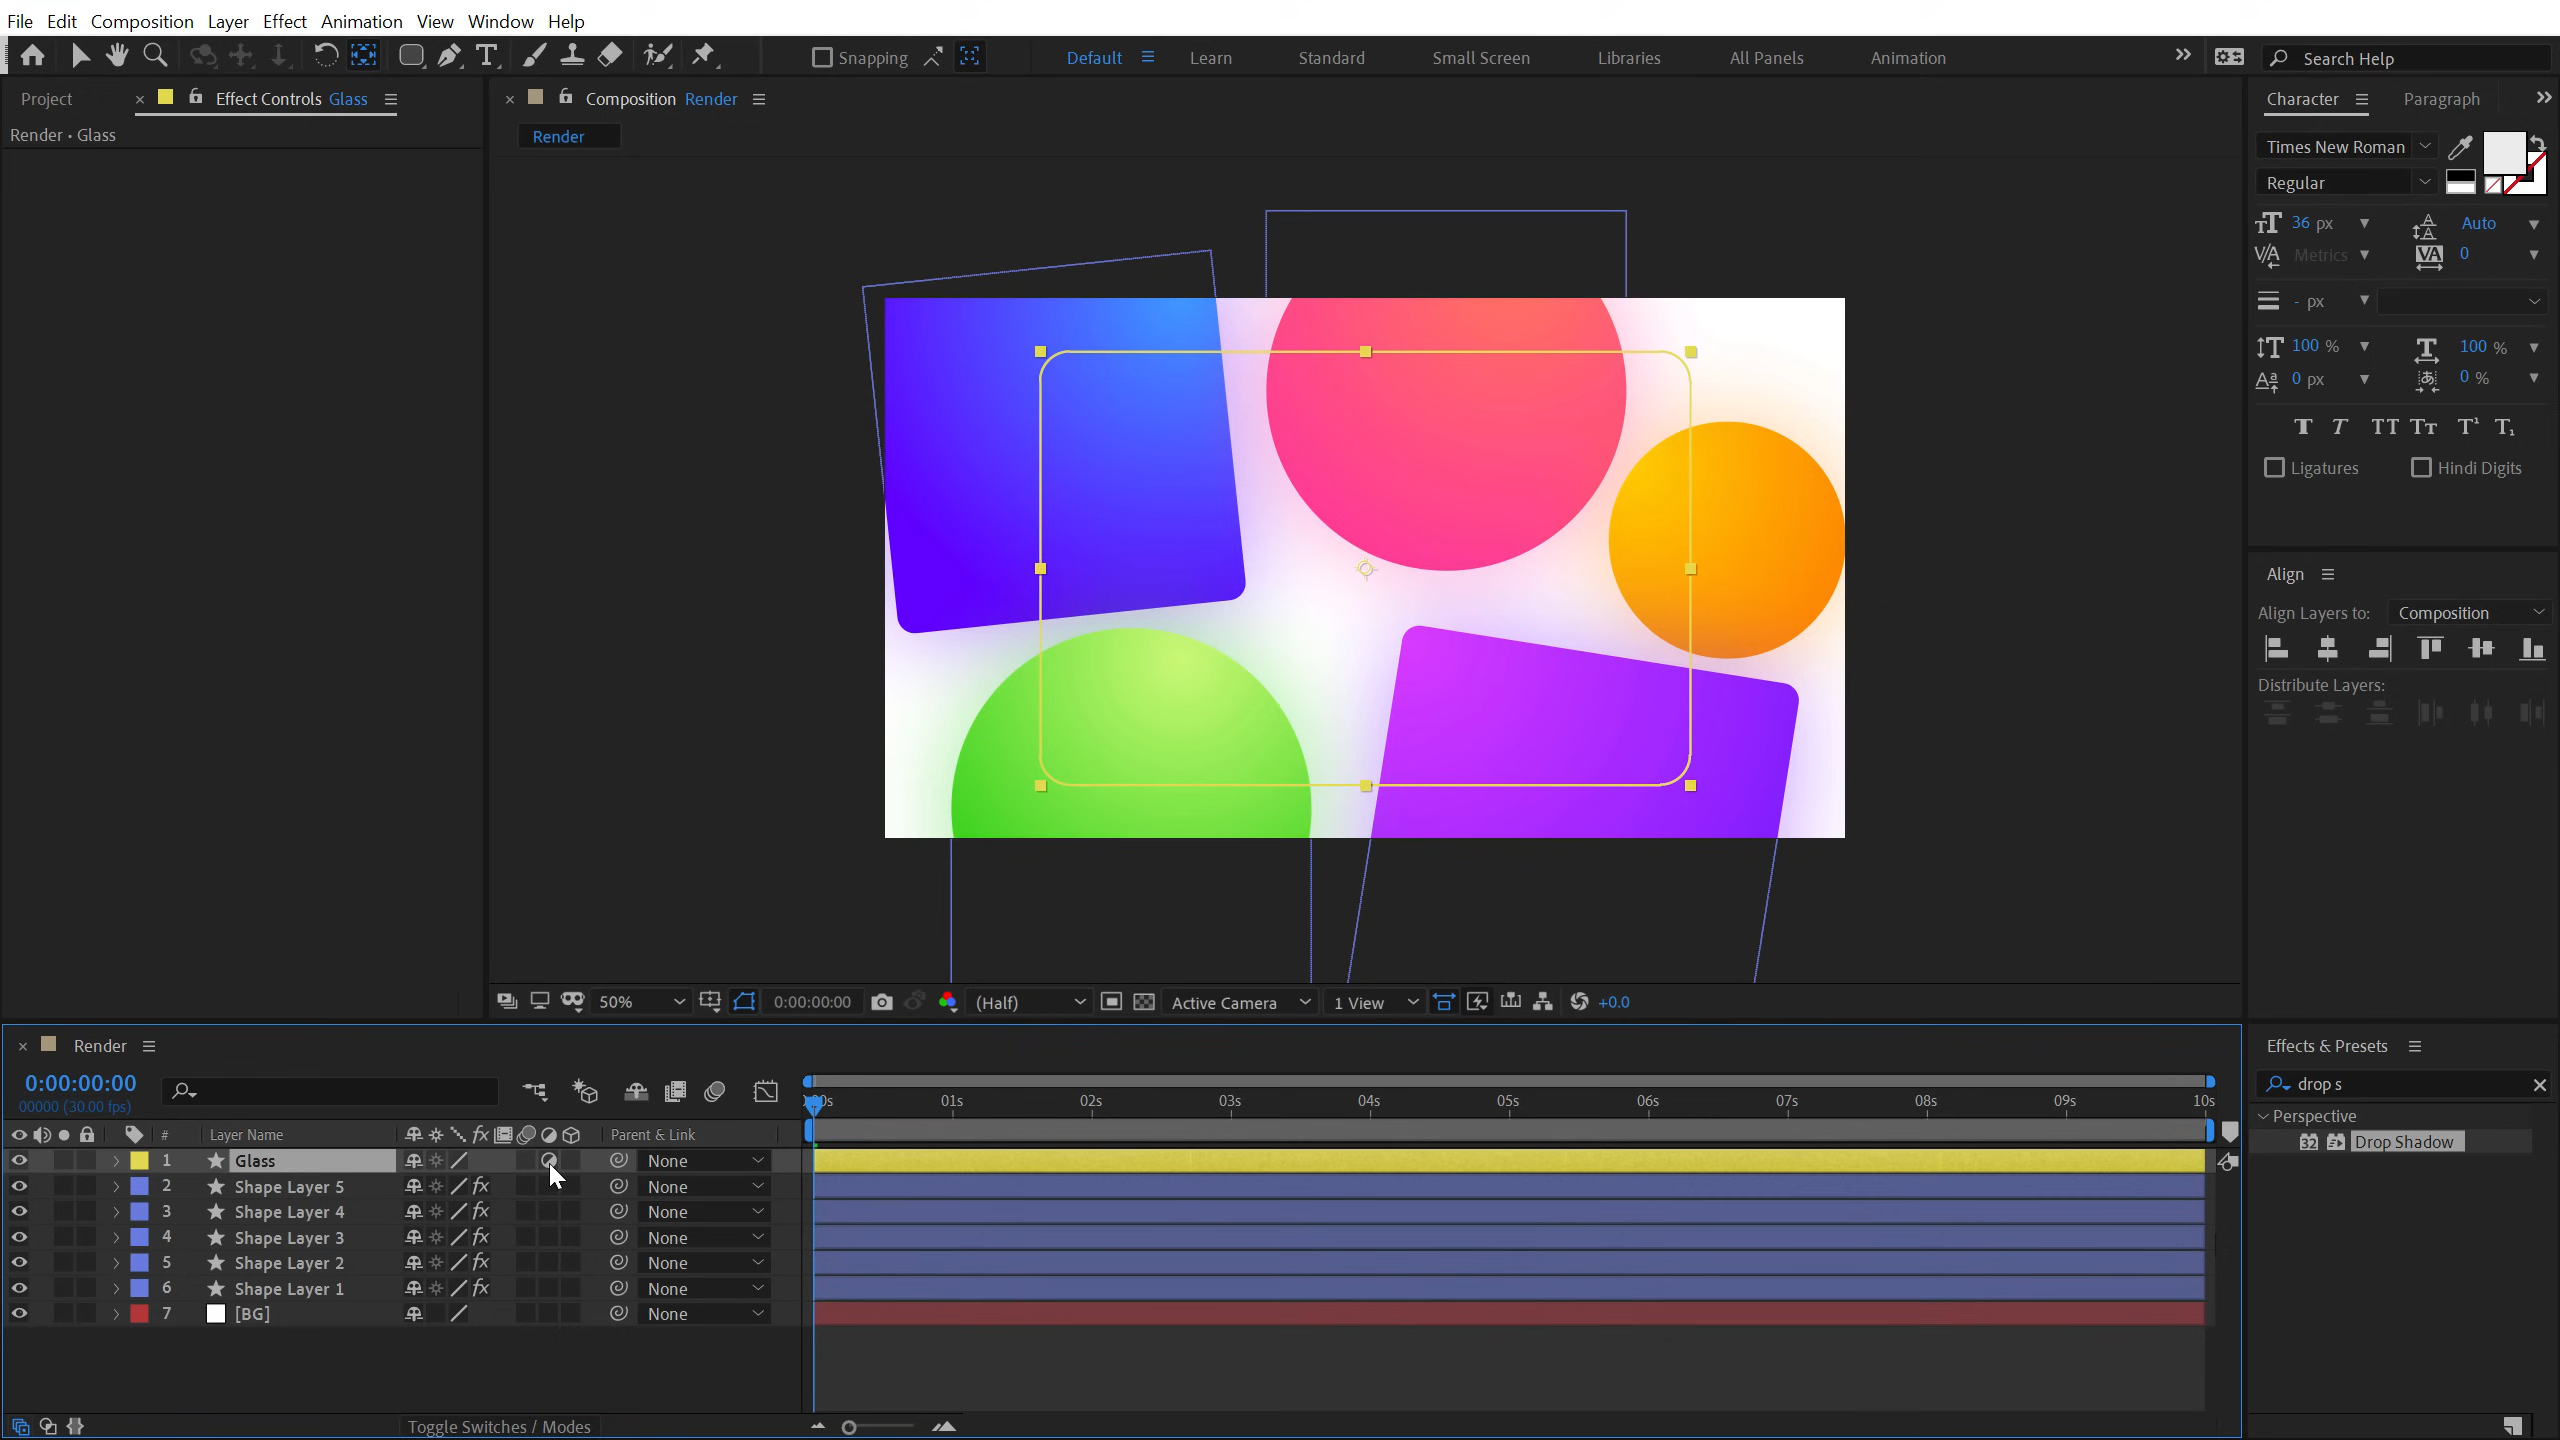 File Edit Composition Layer Effect Animation View Window Help
Snapping Default Learn Standard Small Screen Libraries All Panels Animation Search Help
Project Effect Controls Glass Composition Render Character Paragraph
Render • Glass Render
Times New Roman
Regular
36 px Auto
Metrics 0
- px
100 % 100 %
0 px 0 %
Ligatures Hindi Digits
Align
Align Layers to: Composition
Distribute Layers:
50% 0:00:00:00 (Half) Active Camera 1 View +0.0
Render Effects & Presets
0:00:00:00 drop s
00000 (30.00 fps)
01s 02s 03s 04s 05s 06s 07s 08s 09s 10s
Perspective
# Layer Name Parent & Link
32 Drop Shadow
1 Glass None
2 Shape Layer 5 fx None
3 Shape Layer 4 fx None
4 Shape Layer 3 fx None
5 Shape Layer 2 fx None
6 Shape Layer 1 fx None
7 [BG] None
Toggle Switches / Modes